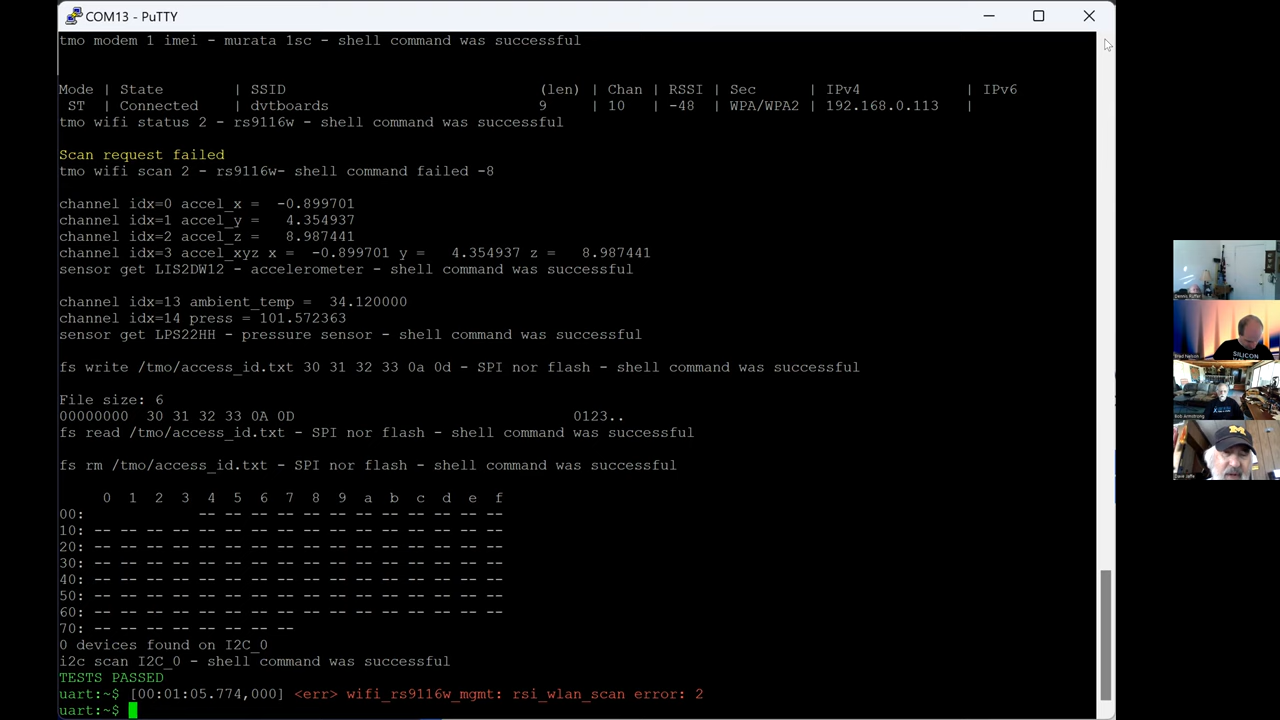 COM13 - PuTTY
tmo modem 1 imei - murata 1sc - shell command was successful
Mode | State | SSID (len) | Chan | RSSI | Sec | IPv4 | IPv6
ST | Connected | dvtboards 9 | 10 | -48 | WPA/WPA2 | 192.168.0.113 |
tmo wifi status 2 - rs9116w - shell command was successful
Scan request failed
tmo wifi scan 2 - rs9116w- shell command failed -8
channel idx=0 accel_x = -0.899701
channel idx=1 accel_y = 4.354937
channel idx=2 accel_z = 8.987441
channel idx=3 accel_xyz x = -0.899701 y = 4.354937 z = 8.987441
sensor get LIS2DW12 - accelerometer - shell command was successful
channel idx=13 ambient_temp = 34.120000
channel idx=14 press = 101.572363
sensor get LPS22HH - pressure sensor - shell command was successful
fs write /tmo/access_id.txt 30 31 32 33 0a 0d - SPI nor flash - shell command was successful
File size: 6
00000000 30 31 32 33 0A 0D 0123..
fs read /tmo/access_id.txt - SPI nor flash - shell command was successful
fs rm /tmo/access_id.txt - SPI nor flash - shell command was successful
0 1 2 3 4 5 6 7 8 9 a b c d e f
00: -- -- -- -- -- -- -- -- -- -- -- --
10: -- -- -- -- -- -- -- -- -- -- -- -- -- -- -- --
20: -- -- -- -- -- -- -- -- -- -- -- -- -- -- -- --
30: -- -- -- -- -- -- -- -- -- -- -- -- -- -- -- --
40: -- -- -- -- -- -- -- -- -- -- -- -- -- -- -- --
50: -- -- -- -- -- -- -- -- -- -- -- -- -- -- -- --
60: -- -- -- -- -- -- -- -- -- -- -- -- -- -- -- --
70: -- -- -- -- -- -- -- --
0 devices found on I2C_0
i2c scan I2C_0 - shell command was successful
TESTS PASSED
uart:~$ [00:01:05.774,000] <err> wifi_rs9116w_mgmt: rsi_wlan_scan error: 2
uart:~$
SILICON
Bob Armstrong
Dave Jaffe